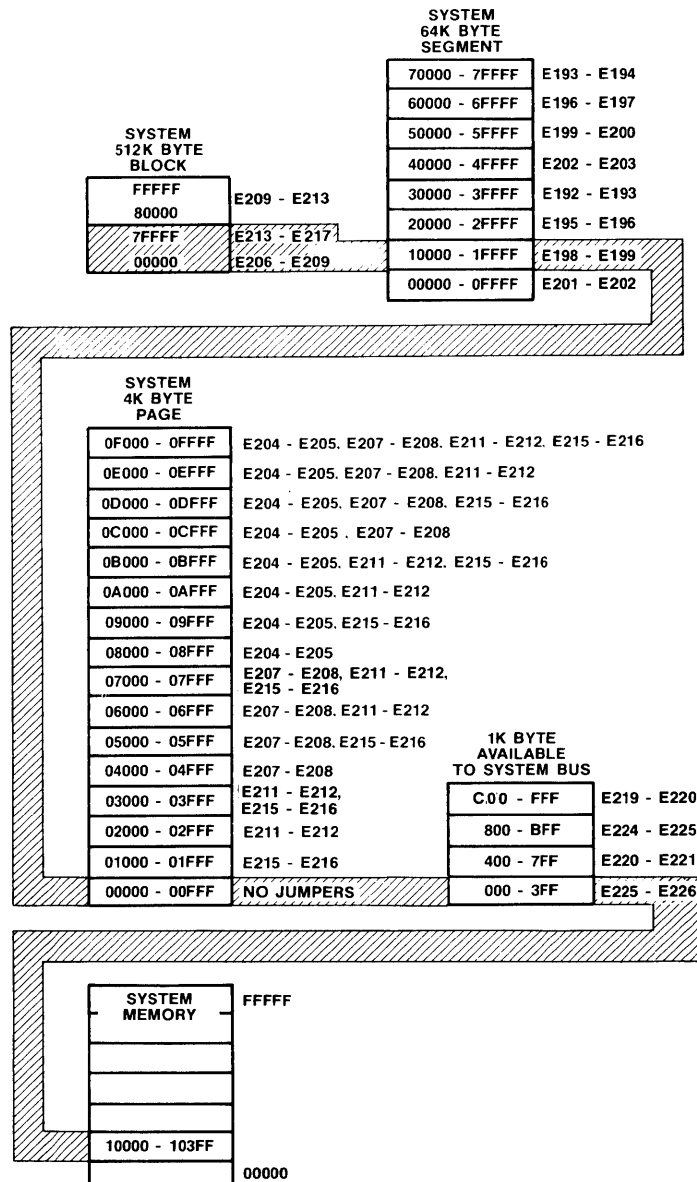 SYSTEM
64K BYTE
SEGMENT
70000 - 7FFFF E193 - E194
60000 - 6FFFF E196 - E197
50000 - 5FFFF E199 - E200
40000 - 4FFFF E202 - E203
30000 - 3FFFF E192 - E193
20000 - 2FFFF E195 - E196
10000 - 1FFFF E198 - E199
00000 - 0FFFF E201 - E202
SYSTEM
512K BYTE
BLOCK
FFFFF
80000
E209 - E213
7FFFF E213 - E217
00000 E206 - E209
SYSTEM
4K BYTE
PAGE
0F000 - 0FFFF E204 - E205. E207 - E208. E211 - E212. E215 - E216
0E000 - 0EFFF E204 - E205. E207 - E208. E211 - E212
0D000 - 0DFFF E204 - E205. E207 - E208. E215 - E216
0C000 - 0CFFF E204 - E205 . E207 - E208
0B000 - 0BFFF E204 - E205. E211 - E212. E215 - E216
0A000 - 0AFFF E204 - E205. E211 - E212
09000 - 09FFF E204 - E205. E215 - E216
08000 - 08FFF E204 - E205
07000 - 07FFF E207 - E208, E211 - E212,
E215 - E216
06000 - 06FFF E207 - E208. E211 - E212
05000 - 05FFF E207 - E208. E215 - E216
04000 - 04FFF E207 - E208
03000 - 03FFF E211 - E212,
E215 - E216
02000 - 02FFF E211 - E212
01000 - 01FFF E215 - E216
00000 - 00FFF NO JUMPERS
1K BYTE
AVAILABLE
TO SYSTEM BUS
C00 - FFF E219 - E220
800 - BFF E224 - E225
400 - 7FF E220 - E221
000 - 3FF E225 - E226
SYSTEM
MEMORY
FFFFF
10000 - 103FF
00000